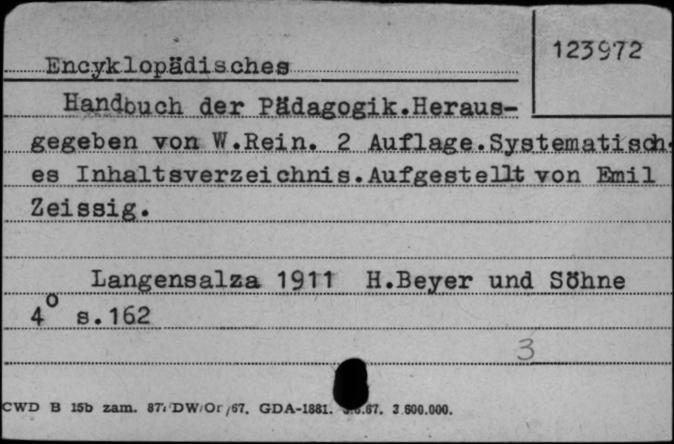 123972
Encyklopädisches
Handbuch der Pädagogik.Heraus-
gegeben von W.Rein. 2 Auflage.Systematisch-
es Inhaltsverzeichnis.Aufgestellt von Emil
Zeissig.
Langensalza 1911 H.Beyer und Söhne
4° s.162
3
CWD B 15b zam. 87/DW/Or/67. GDA-1881. .67. 3.600.000.